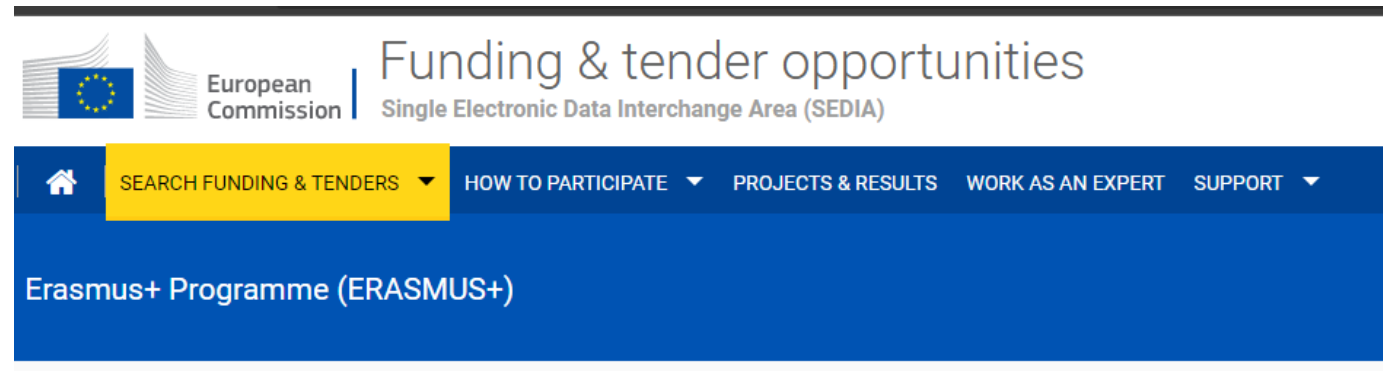 European
Commission
Funding & tender opportunities
Single Electronic Data Interchange Area (SEDIA)
SEARCH FUNDING & TENDERS HOW TO PARTICIPATE PROJECTS & RESULTS WORK AS AN EXPERT SUPPORT
Erasmus+ Programme (ERASMUS+)